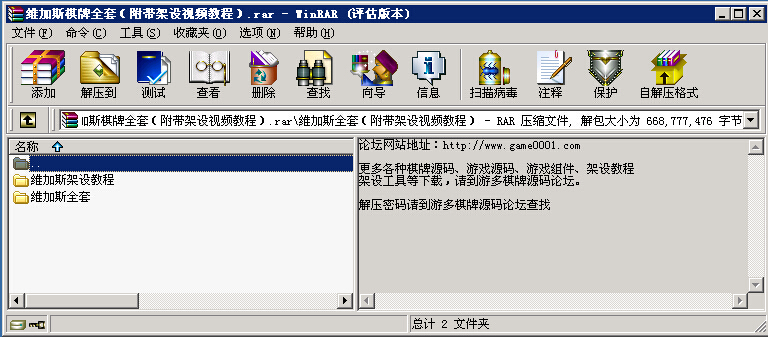 维加斯棋牌全套(附带架设视频教程).rar - WinRAR (评估版本)
文件(F) 命令(C) 工具(S) 收藏夹(O) 选项(N) 帮助(H)
添加 解压到 测试 查看 删除 查找 向导 信息 扫描病毒 注释 保护 自解压格式
斯棋牌全套(附带架设视频教程).rar\维加斯全套(附带架设视频教程) - RAR 压缩文件, 解包大小为 668,777,476 字节
名称
..
维加斯架设教程
维加斯全套
论坛网站地址:http://www.game0001.com
更多各种棋牌源码、游戏源码、游戏组件、架设教程
架设工具等下载,请到游多棋牌源码论坛。
解压密码请到游多棋牌源码论坛查找
总计 2 文件夹